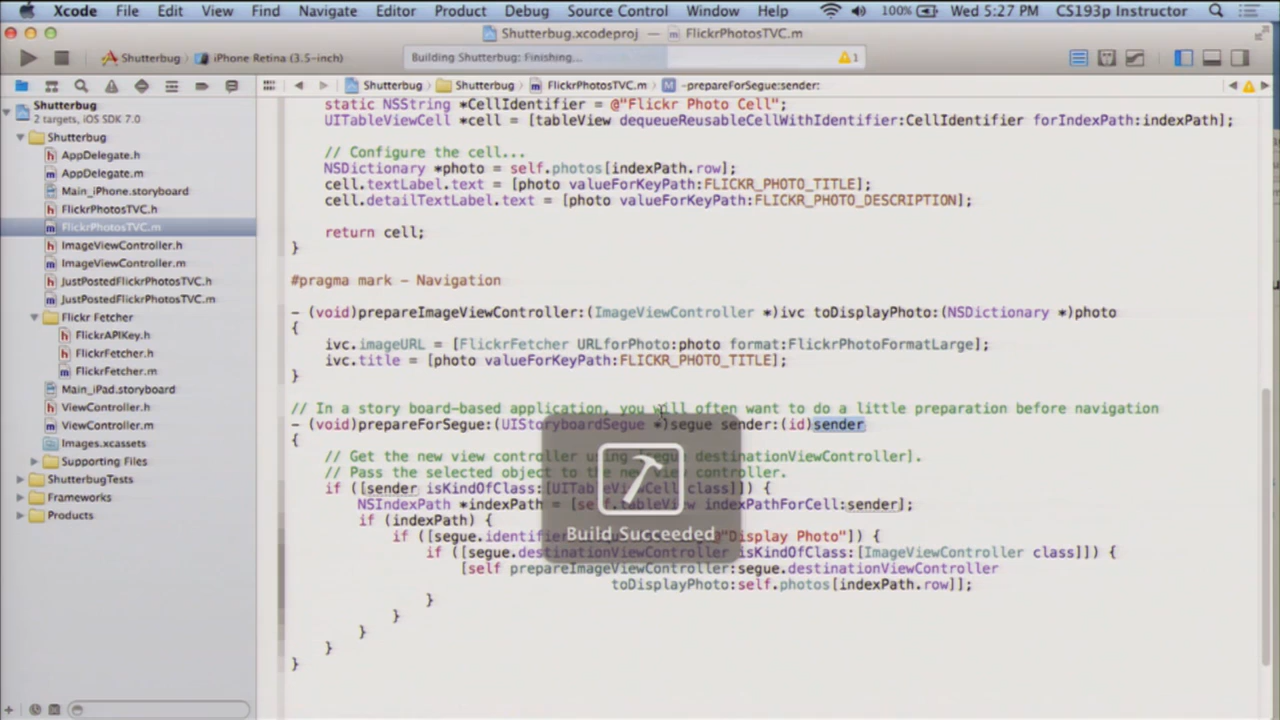 Xcode File Edit View Find Navigate Editor Product Debug Source Control Window Help 100% Wed 5:27 PM CS193p Instructor
Shutterbug.xcodeproj — FlickrPhotosTVC.m
Shutterbug iPhone Retina (3.5-inch) Building Shutterbug: Finishing... 1
Shutterbug Shutterbug FlickrPhotosTVC.m M -prepareForSegue:sender:
Shutterbug
2 targets, iOS SDK 7.0
Shutterbug
h AppDelegate.h
m AppDelegate.m
Main_iPhone.storyboard
h FlickrPhotosTVC.h
m FlickrPhotosTVC.m
h ImageViewController.h
m ImageViewController.m
h JustPostedFlickrPhotosTVC.h
m JustPostedFlickrPhotosTVC.m
Flickr Fetcher
h FlickrAPIKey.h
h FlickrFetcher.h
m FlickrFetcher.m
Main_iPad.storyboard
h ViewController.h
m ViewController.m
Images.xcassets
Supporting Files
ShutterbugTests
Frameworks
Products
static NSString *CellIdentifier = @"Flickr Photo Cell";
UITableViewCell *cell = [tableView dequeueReusableCellWithIdentifier:CellIdentifier forIndexPath:indexPath];
// Configure the cell...
NSDictionary *photo = self.photos[indexPath.row];
cell.textLabel.text = [photo valueForKeyPath:FLICKR_PHOTO_TITLE];
cell.detailTextLabel.text = [photo valueForKeyPath:FLICKR_PHOTO_DESCRIPTION];
return cell;
}
#pragma mark - Navigation
- (void)prepareImageViewController:(ImageViewController *)ivc toDisplayPhoto:(NSDictionary *)photo
{
ivc.imageURL = [FlickrFetcher URLforPhoto:photo format:FlickrPhotoFormatLarge];
ivc.title = [photo valueForKeyPath:FLICKR_PHOTO_TITLE];
}
// In a story board-based application, you will often want to do a little preparation before navigation
- (void)prepareForSegue:(UIStoryboardSegue *)segue sender:(id)sender
{
// Get the new view controller using [segue destinationViewController].
// Pass the selected object to the new view controller.
if ([sender isKindOfClass:[UITableViewCell class]]) {
NSIndexPath *indexPath = [self.tableView indexPathForCell:sender];
if (indexPath) {
if ([segue.identifier @"Display Photo"]) {
if ([segue.destinationViewController isKindOfClass:[ImageViewController class]]) {
[self prepareImageViewController:segue.destinationViewController
toDisplayPhoto:self.photos[indexPath.row]];
}
}
}
}
}
Build Succeeded